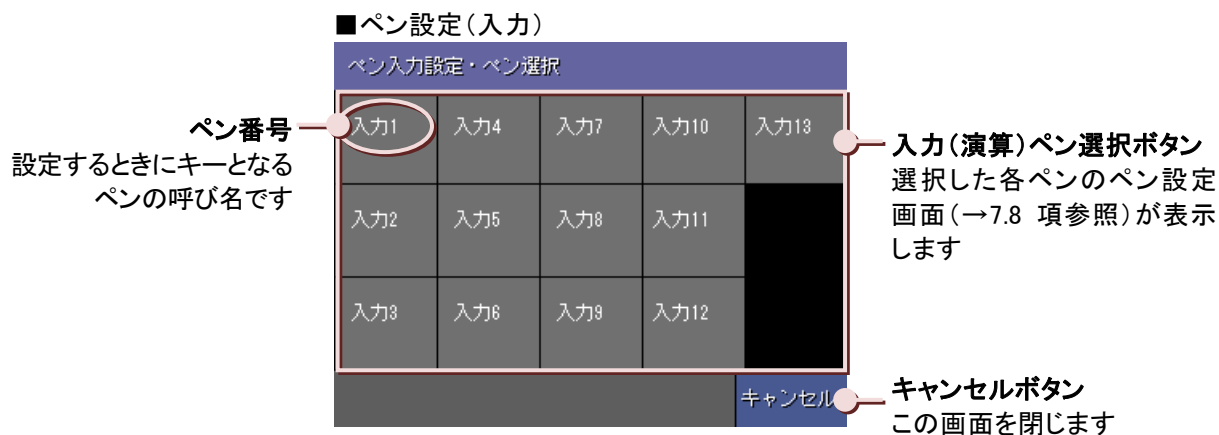 ■ペン設定(入力)
ペン入力設定・ペン選択
ペン番号
設定するときにキーとなる
ペンの呼び名です
入力1 入力4 入力7 入力10 入力13
入力2 入力5 入力8 入力11
入力3 入力6 入力9 入力12
キャンセル
入力(演算)ペン選択ボタン
選択した各ペンのペン設定
画面(→7.8 項参照)が表示
します
キャンセルボタン
この画面を閉じます